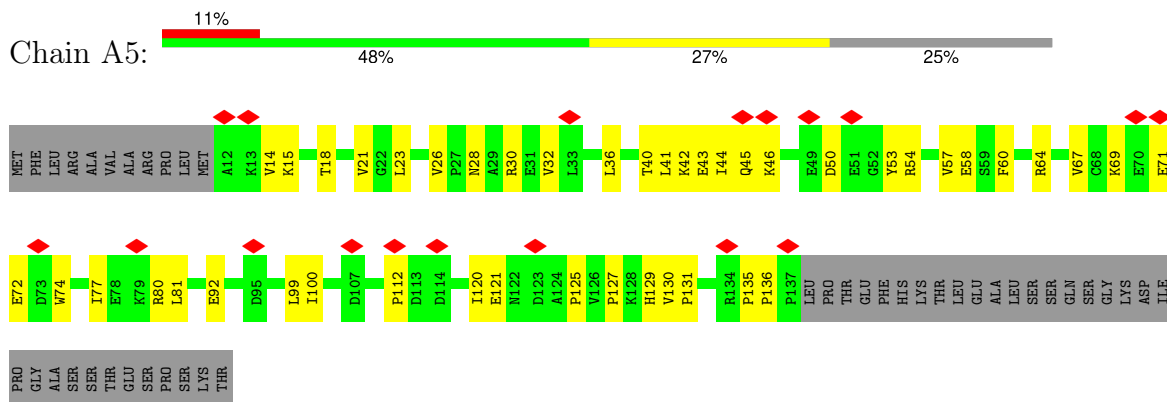 11%
Chain A5:
48% 27% 25%
MET PHE LEU ARG ALA VAL ALA ARG PRO LEU MET A12 K13 V14 K15 T18 V21 G22 L23 V26 P27 N28 A29 R30 E31 V32 L33 L36 T40 L41 K42 E43 I44 Q45 K46 E49 D50 E51 G52 Y53 R54 V57 E58 S59 F60 R64 V67 C68 K69 E70 E71
E72 D73 W74 I77 E78 K79 R80 L81 E92 D95 L99 I100 D107 P112 D113 D114 I120 E121 N122 D123 A124 P125 V126 P127 K128 H129 V130 P131 R134 P135 P136 P137 LEU PRO THR GLU PHE HIS LYS THR LEU GLU ALA LEU SER SER GLN SER GLY LYS ASP ILE
PRO GLY ALA SER SER THR GLU SER PRO SER LYS THR